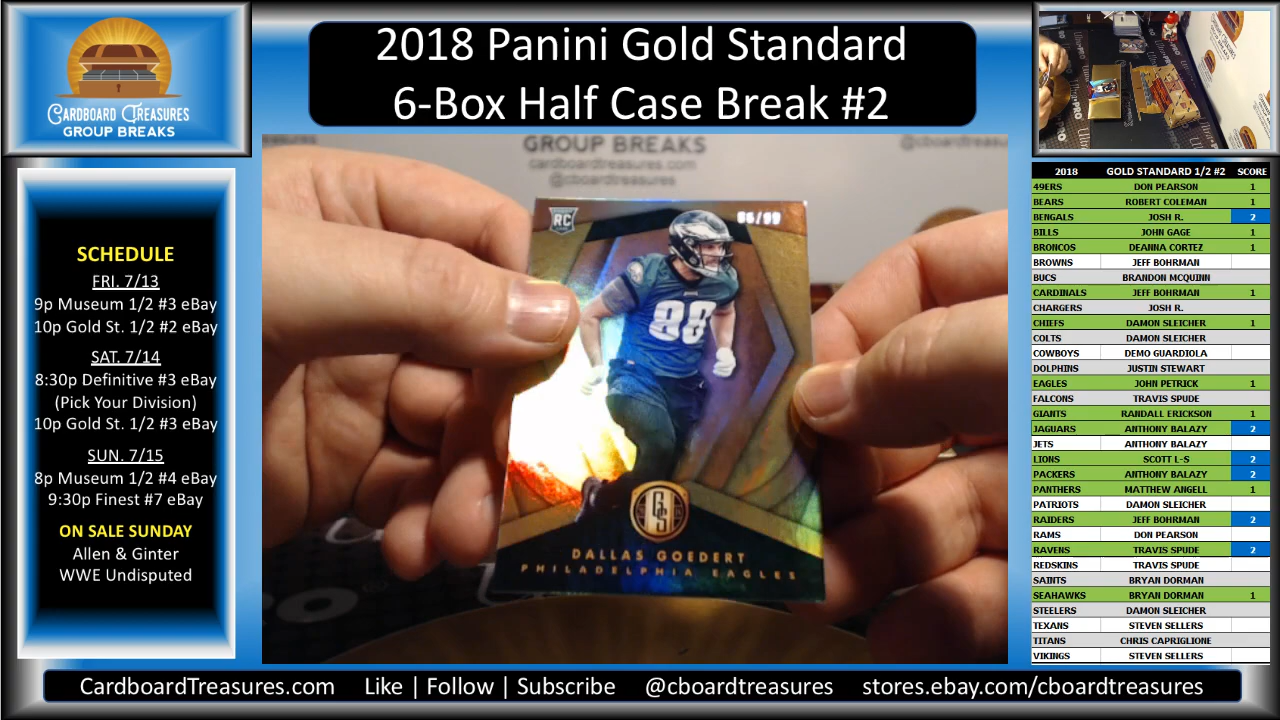 CARDBOARD TREASURES
GROUP BREAKS
2018 Panini Gold Standard
6-Box Half Case Break #2
SCHEDULE
FRI. 7/13
9p Museum 1/2 #3 eBay
10p Gold St. 1/2 #2 eBay
SAT. 7/14
8:30p Definitive #3 eBay
(Pick Your Division)
10p Gold St. 1/2 #3 eBay
SUN. 7/15
8p Museum 1/2 #4 eBay
9:30p Finest #7 eBay
ON SALE SUNDAY
Allen & Ginter
WWE Undisputed
GROUP BREAKS
cardboardtreasures.com
@cboardtreasures
RC
88
GS
DALLAS GOEDERT
PHILADELPHIA EAGLES
2018 GOLD STANDARD 1/2 #2 SCORE
49ERS DON PEARSON 1
BEARS ROBERT COLEMAN 1
BENGALS JOSH R. 2
BILLS JOHN GAGE 1
BRONCOS DEANNA CORTEZ 1
BROWNS JEFF BOHRMAN
BUCS BRANDON MCQUINN
CARDINALS JEFF BOHRMAN 1
CHARGERS JOSH R.
CHIEFS DAMON SLEICHER 1
COLTS DAMON SLEICHER
COWBOYS DEMO GUARDIOLA
DOLPHINS JUSTIN STEWART
EAGLES JOHN PETRICK 1
FALCONS TRAVIS SPUDE
GIANTS RANDALL ERICKSON 1
JAGUARS ANTHONY BALAZY 2
JETS ANTHONY BALAZY
LIONS SCOTT L-S 2
PACKERS ANTHONY BALAZY 2
PANTHERS MATTHEW ANGELL 1
PATRIOTS DAMON SLEICHER
RAIDERS JEFF BOHRMAN 2
RAMS DON PEARSON
RAVENS TRAVIS SPUDE 2
REDSKINS TRAVIS SPUDE
SAINTS BRYAN DORMAN
SEAHAWKS BRYAN DORMAN 1
STEELERS DAMON SLEICHER
TEXANS STEVEN SELLERS
TITANS CHRIS CAPRIGLIONE
VIKINGS STEVEN SELLERS
CardboardTreasures.com Like | Follow | Subscribe @cboardtreasures stores.ebay.com/cboardtreasures